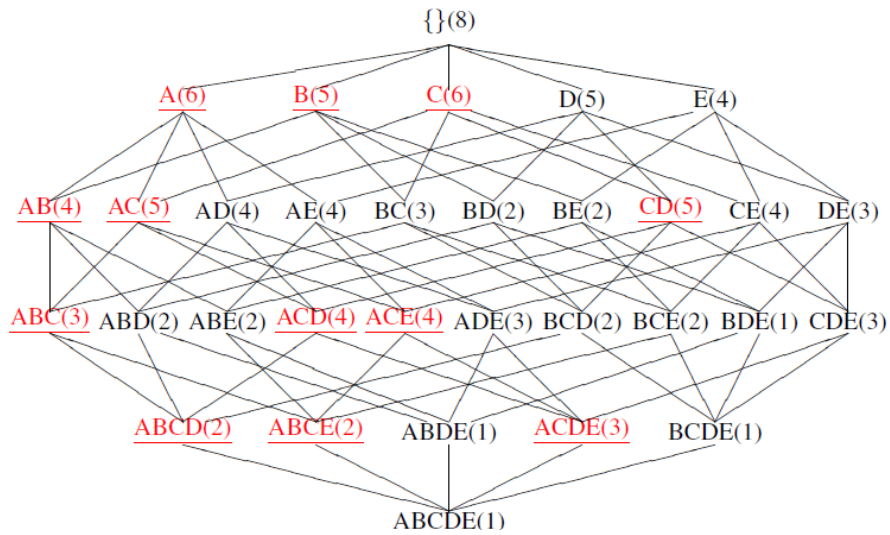 {}(8)
A(6) B(5) C(6) D(5) E(4)
AB(4) AC(5) AD(4) AE(4) BC(3) BD(2) BE(2) CD(5) CE(4) DE(3)
ABC(3) ABD(2) ABE(2) ACD(4) ACE(4) ADE(3) BCD(2) BCE(2) BDE(1) CDE(3)
ABCD(2) ABCE(2) ABDE(1) ACDE(3) BCDE(1)
ABCDE(1)